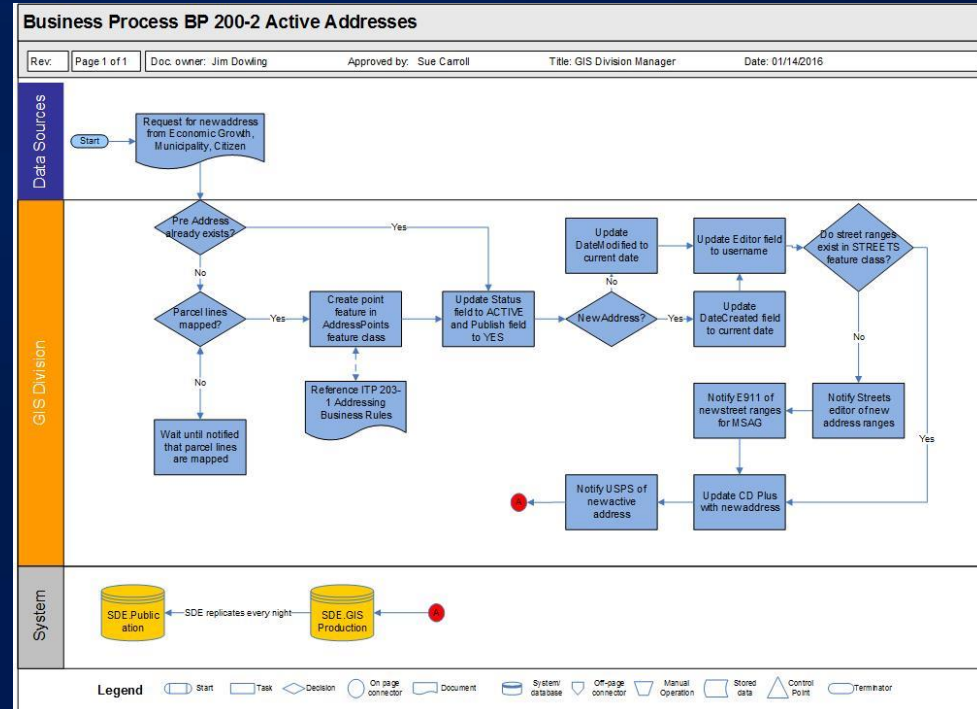 Business Process BP 200-2 Active Addresses
Rev:
Page 1 of 1
Doc. owner: Jim Dowling
Approved by: Sue Carroll
Title: GIS Division Manager
Date: 01/14/2016
Data Sources
Start
Request for newaddress
from Economic Growth,
Municipality, Citizen
GIS Division
Pre Address
already exists?
Yes
No
Parcel lines
mapped?
Yes
No
Wait until notified
that parcel lines
are mapped
Create point
feature in
AddressPoints
feature class
Reference ITP 203-
1 Addressing
Business Rules
Update Status
field to ACTIVE
and Publish field
to YES
NewAddress?
No
Yes
Update
DateModified to
current date
Update
DateCreated field
to current date
Update Editor field
to username
Do street ranges
exist in STREETS
feature class?
No
Yes
Notify Streets
editor of new
address ranges
Notify E911 of
newstreet ranges
for MSAG
Update CD Plus
with newaddress
Notify USPS of
newactive
address
A
System
SDE.Public
ation
SDE replicates every night
SDE.GIS
Production
A
Legend
Start
Task
Decision
On page
connector
Document
System/
database
Off-page
connector
Manual
Operation
Stored
data
Control
Point
Terminator